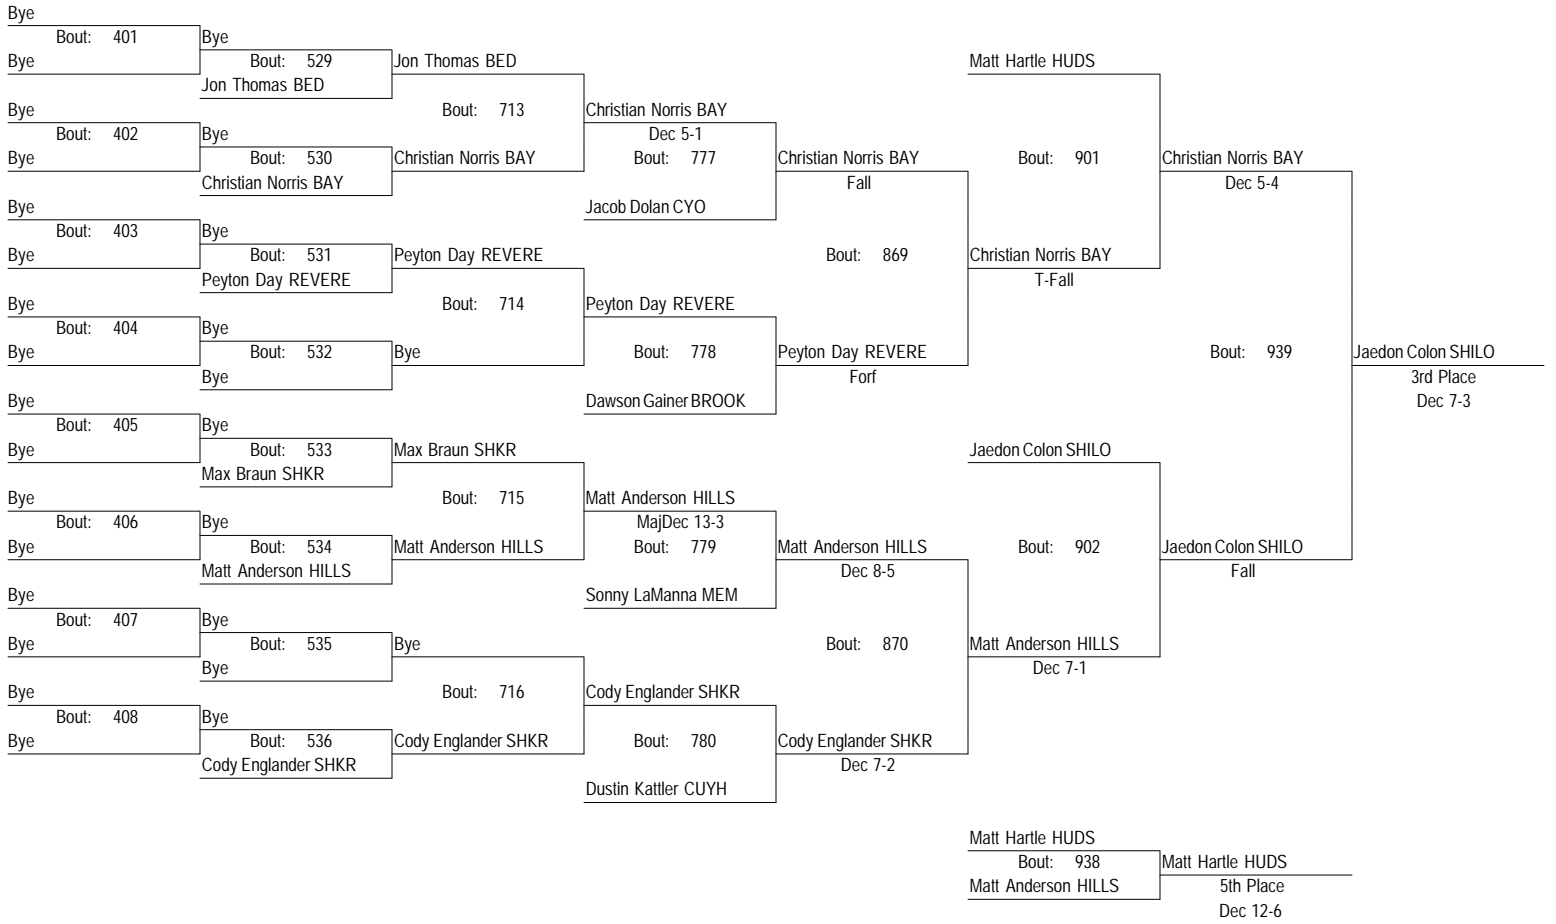 Bye
Bout: 401 Bye
Bye Bout: 529 Jon Thomas BED Matt Hartle HUDS
Jon Thomas BED
Bye Bout: 713 Christian Norris BAY
Bout: 402 Bye Dec 5-1
Bye Bout: 530 Christian Norris BAY Bout: 777 Christian Norris BAY Bout: 901 Christian Norris BAY
Christian Norris BAY Fall Dec 5-4
Bye Jacob Dolan CYO
Bout: 403 Bye
Bye Bout: 531 Peyton Day REVERE Bout: 869 Christian Norris BAY
Peyton Day REVERE T-Fall
Bye Bout: 714 Peyton Day REVERE
Bout: 404 Bye
Bye Bout: 532 Bye Bout: 778 Peyton Day REVERE Bout: 939 Jaedon Colon SHILO
Bye Forf 3rd Place
Bye Dawson Gainer BROOK Dec 7-3
Bout: 405 Bye
Bye Bout: 533 Max Braun SHKR Jaedon Colon SHILO
Max Braun SHKR
Bye Bout: 715 Matt Anderson HILLS
Bout: 406 Bye MajDec 13-3
Bye Bout: 534 Matt Anderson HILLS Bout: 779 Matt Anderson HILLS Bout: 902 Jaedon Colon SHILO
Matt Anderson HILLS Dec 8-5 Fall
Bye Sonny LaManna MEM
Bout: 407 Bye
Bye Bout: 535 Bye Bout: 870 Matt Anderson HILLS
Bye Dec 7-1
Bye Bout: 716 Cody Englander SHKR
Bout: 408 Bye
Bye Bout: 536 Cody Englander SHKR Bout: 780 Cody Englander SHKR
Cody Englander SHKR Dec 7-2
Dustin Kattler CUYH
Matt Hartle HUDS
Bout: 938 Matt Hartle HUDS
Matt Anderson HILLS 5th Place
Dec 12-6